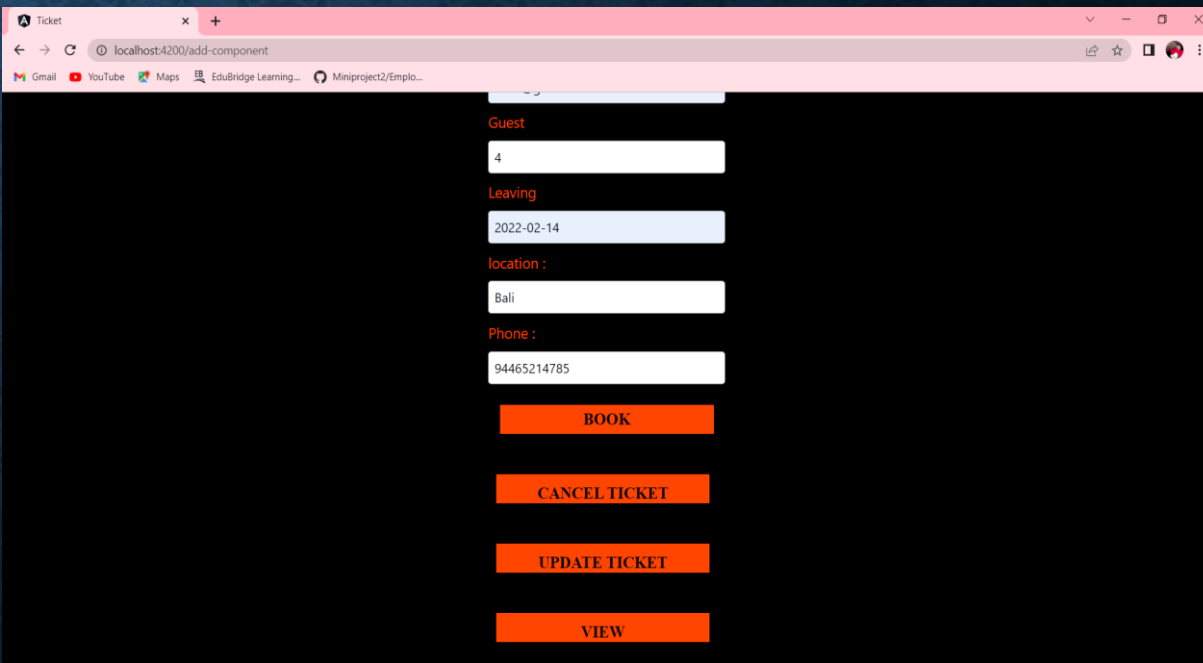 Ticket
localhost:4200/add-component
Gmail YouTube Maps EB EduBridge Learning... Miniproject2/Emplo...
Guest
4
Leaving
2022-02-14
location :
Bali
Phone :
94465214785
BOOK
CANCEL TICKET
UPDATE TICKET
VIEW